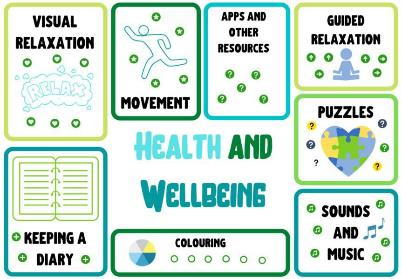 VISUAL
RELAXATION
RELAX
MOVEMENT
APPS AND
OTHER
RESOURCES
GUIDED
RELAXATION
PUZZLES
HEALTH AND
WELLBEING
KEEPING A
DIARY
COLOURING
SOUNDS
AND
MUSIC